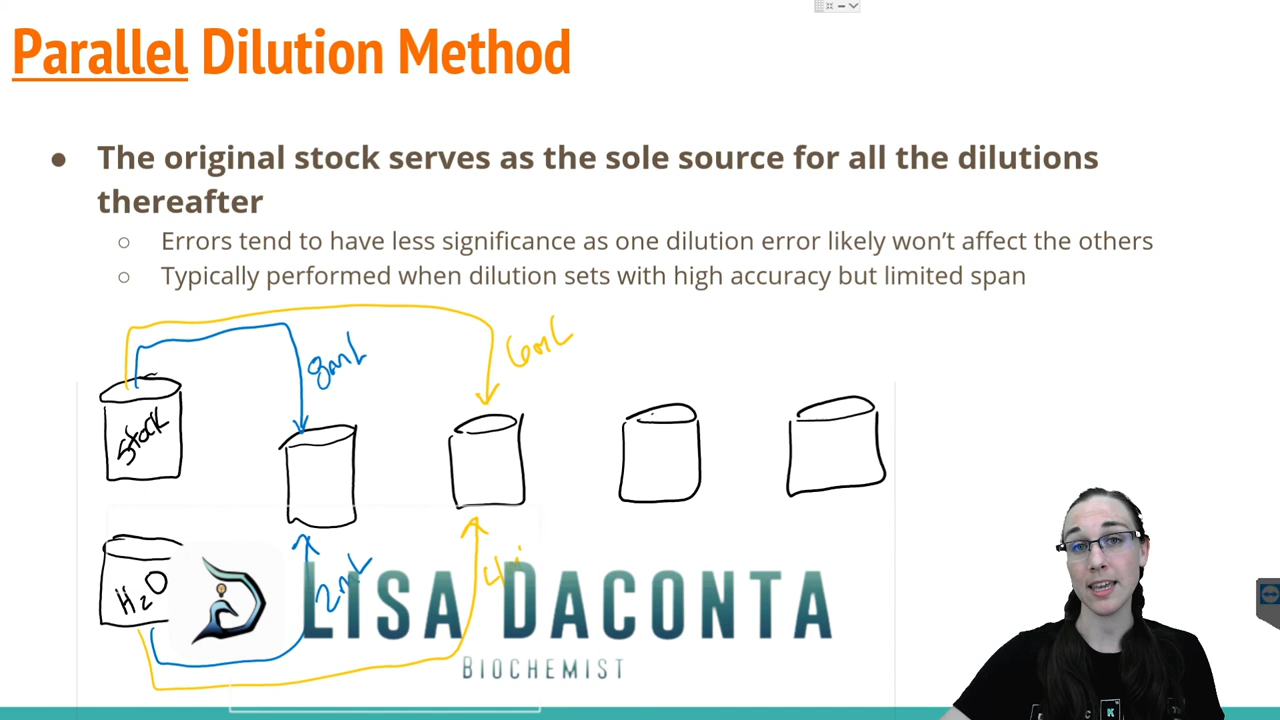 Parallel Dilution Method
● The original stock serves as the sole source for all the dilutions
thereafter
○ Errors tend to have less significance as one dilution error likely won’t affect the others
○ Typically performed when dilution sets with high accuracy but limited span
8mL
6mL
Stock
H2O
2mL
LISA DACONTA
BIOCHEMIST
K